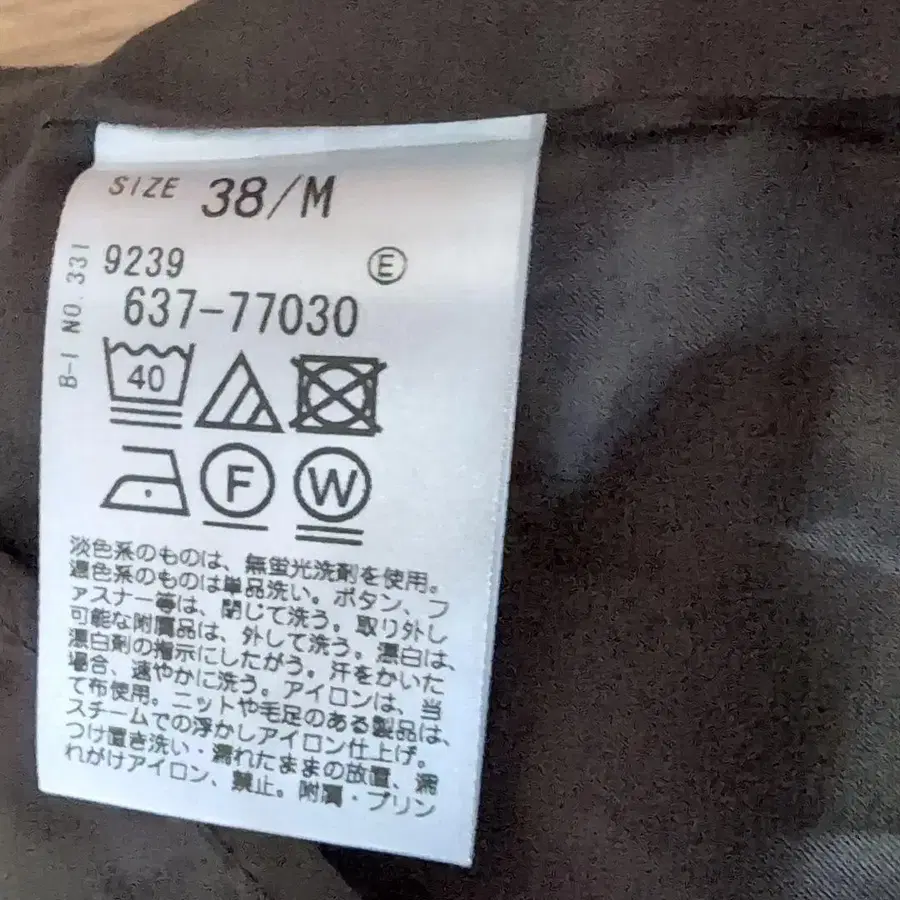 SIZE 38/M
B-I NO.331
9239 E
637-77030
40
F W
淡色系のものは、無蛍光洗剤を使用。
濃色系のものは単品洗い。ボタン、フ
ァスナー等は、閉じて洗う。取り外し
可能な附属品は、外して洗う。漂白は、
漂白剤の指示にしたがう。汗をかいた
場合、速やかに洗う。アイロンは、当
て布使用。ニットや毛足のある製品は、
スチームでの浮かしアイロン仕上げ。
つけ置き洗い・濡れたままの放置、濡
れがけアイロン、禁止。附属・プリン